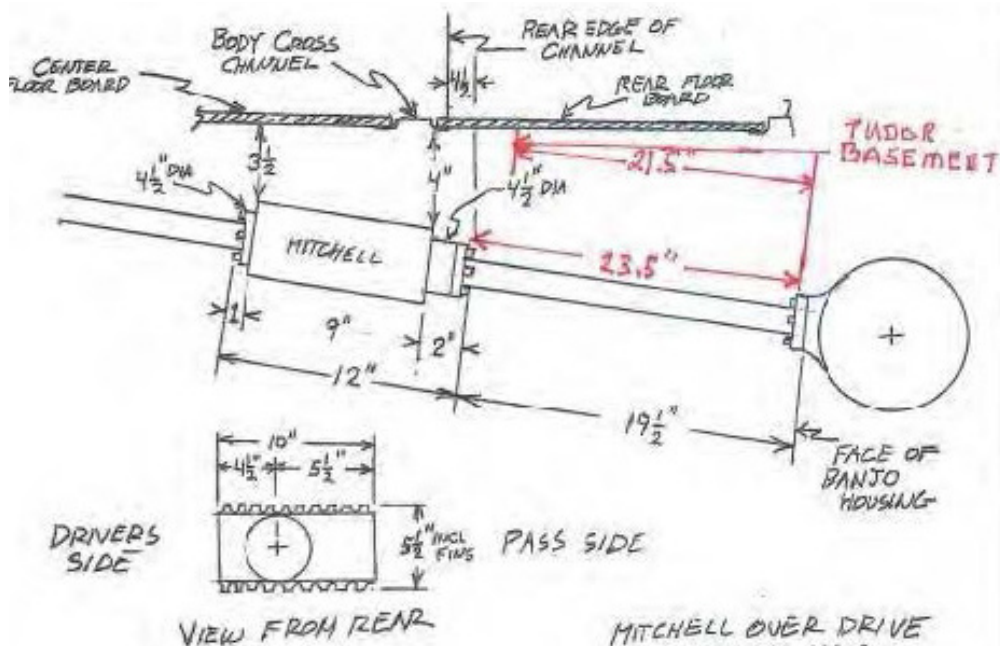 BODY CROSS
CHANNEL
REAR EDGE OF
CHANNEL
CENTER
FLOOR BOARD
4½
REAR FLOOR
BOARD
TUDOR
BASEMENT
21.5"
3½
4"
4½" DIA
4½" DIA
MITCHELL
23.5"
1
9"
2"
12"
19½"
FACE OF
BANJO
HOUSING
10"
4½"
5½"
DRIVERS
SIDE
5½" INCL
FINS
PASS SIDE
VIEW FROM REAR
MITCHELL OVER DRIVE